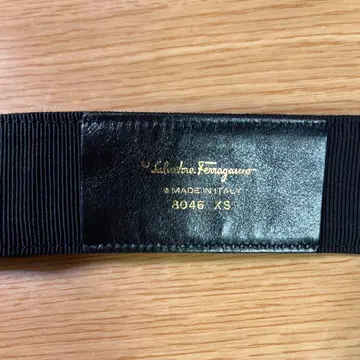 Salvatore Ferragamo
MADE IN ITALY
8046 XS